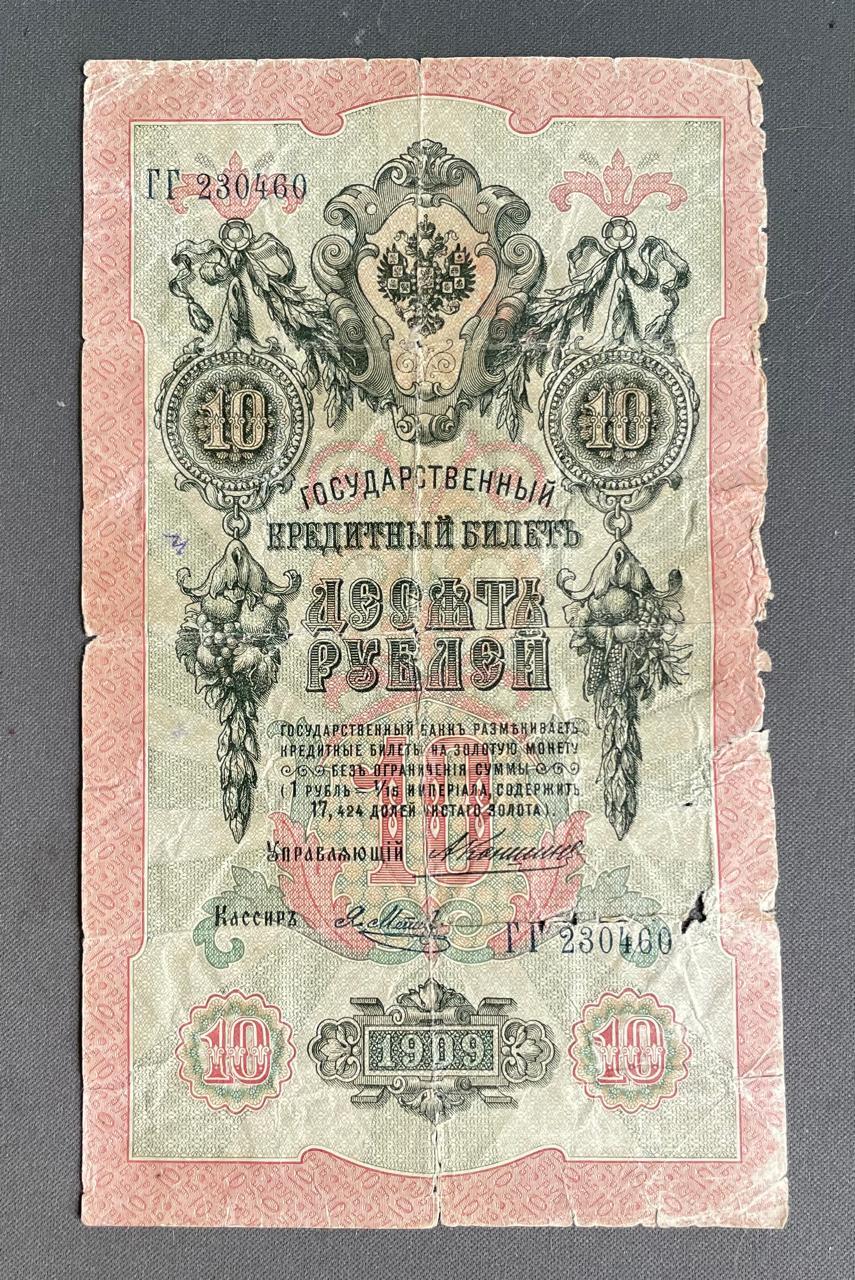 ГГ 230460
10 10
ГОСУДАРСТВЕННЫЙ
КРЕДИТНЫЙ БИЛЕТЪ
ДЕСЯТЬ
РУБЛЕЙ
10
ГОСУДАРСТВЕННЫЙ БАНКЪ РАЗМѢНИВАЕТЪ
КРЕДИТНЫЕ БИЛЕТЫ НА ЗОЛОТУЮ МОНЕТУ
БЕЗЪ ОГРАНИЧЕНІЯ СУММЫ
(1 РУБЛЬ = 1/15 ИМПЕРІАЛА, СОДЕРЖИТЪ
17,424 ДОЛЕЙ ЧИСТАГО ЗОЛОТА).
УПРАВЛЯЮЩІЙ
Кассиръ
ГГ 230460
10 1909 10